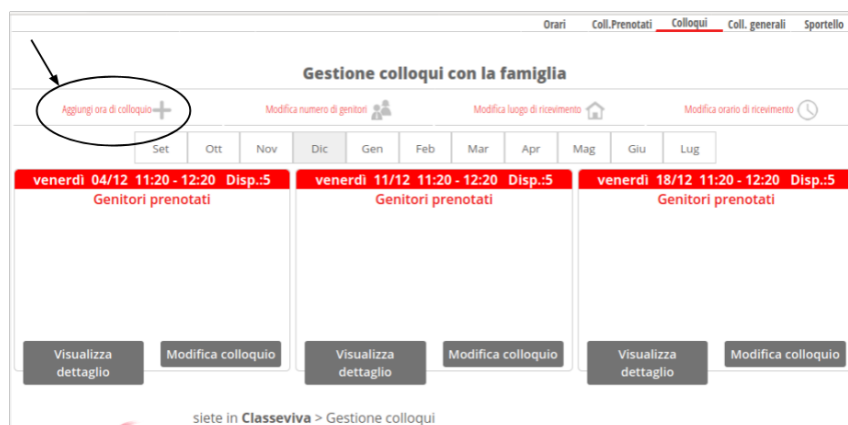 Orari Coll.Prenotati Colloqui Coll. generali Sportello
Gestione colloqui con la famiglia
Aggiungi ora di colloquio Modifica numero di genitori Modifica luogo di ricevimento Modifica orario di ricevimento
Set Ott Nov Dic Gen Feb Mar Apr Mag Giu Lug
venerdì 04/12 11:20 - 12:20 Disp.:5
Genitori prenotati
Visualizza dettaglio
Modifica colloquio
venerdì 11/12 11:20 - 12:20 Disp.:5
Genitori prenotati
Visualizza dettaglio
Modifica colloquio
venerdì 18/12 11:20 - 12:20 Disp.:5
Genitori prenotati
Visualizza dettaglio
Modifica colloquio
siete in Classeviva > Gestione colloqui